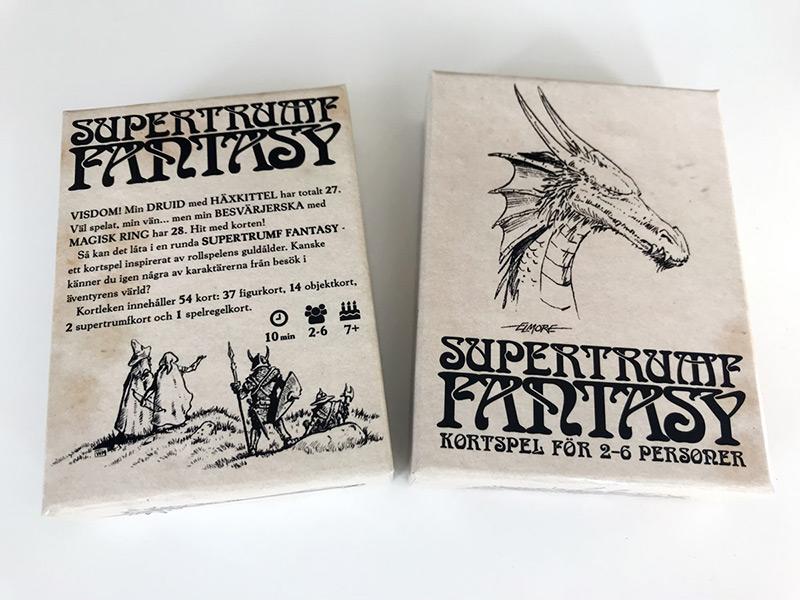 SUPERTRUMF
FANTASY
VISDOM! Min DRUID med HÄXKITTEL har totalt 27.
Väl spelat, min vän... men min BESVÄRJERSKA med
MAGISK RING har 28. Hit med korten!
Så kan det låta i en runda SUPERTRUMF FANTASY -
ett kortspel inspirerat av rollspelens guldålder. Kanske
känner du igen några av karaktärerna från besök i
äventyrens värld?
Kortleken innehåller 54 kort: 37 figurkort, 14 objektkort,
2 supertrumfkort och 1 spelregelkort.
10 min 2-6 7+
ELMORE
SUPERTRUMF
FANTASY
KORTSPEL FÖR 2-6 PERSONER